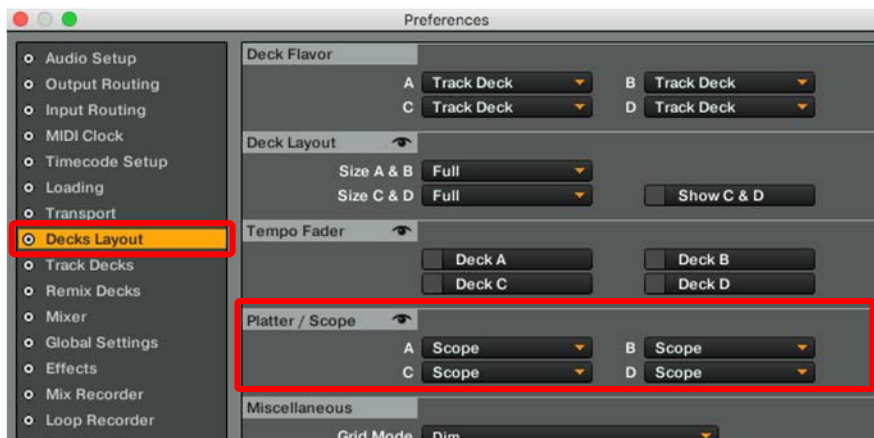 Preferences
Audio Setup
Output Routing
Input Routing
MIDI Clock
Timecode Setup
Loading
Transport
Decks Layout
Track Decks
Remix Decks
Mixer
Global Settings
Effects
Mix Recorder
Loop Recorder
Deck Flavor
A Track Deck B Track Deck
C Track Deck D Track Deck
Deck Layout
Size A & B Full
Size C & D Full Show C & D
Tempo Fader
Deck A Deck B
Deck C Deck D
Platter / Scope
A Scope B Scope
C Scope D Scope
Miscellaneous
Grid Mode Dim